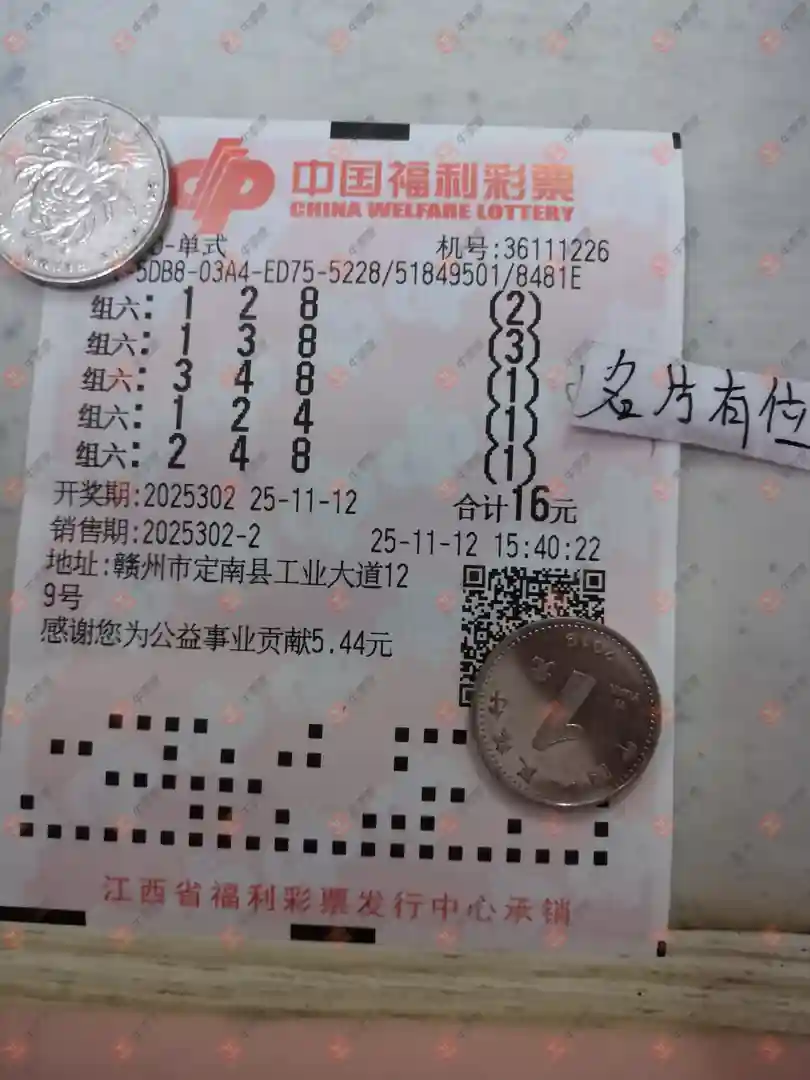 中国福利彩票
CHINA WELFARE LOTTERY
D-单式 机号:36111226
-5DB8-03A4-ED75-5228/51849501/8481E
组六: 1 2 8 (2)
组六: 1 3 8 (3)
组六: 3 4 8 (1)
组六: 1 2 4 (1)
组六: 2 4 8 (1)
名片有位
开奖期:2025302 25-11-12 合计16元
销售期:2025302-2 25-11-12 15:40:22
地址:赣州市定南县工业大道12
9号
感谢您为公益事业贡献5.44元
江西省福利彩票发行中心承销